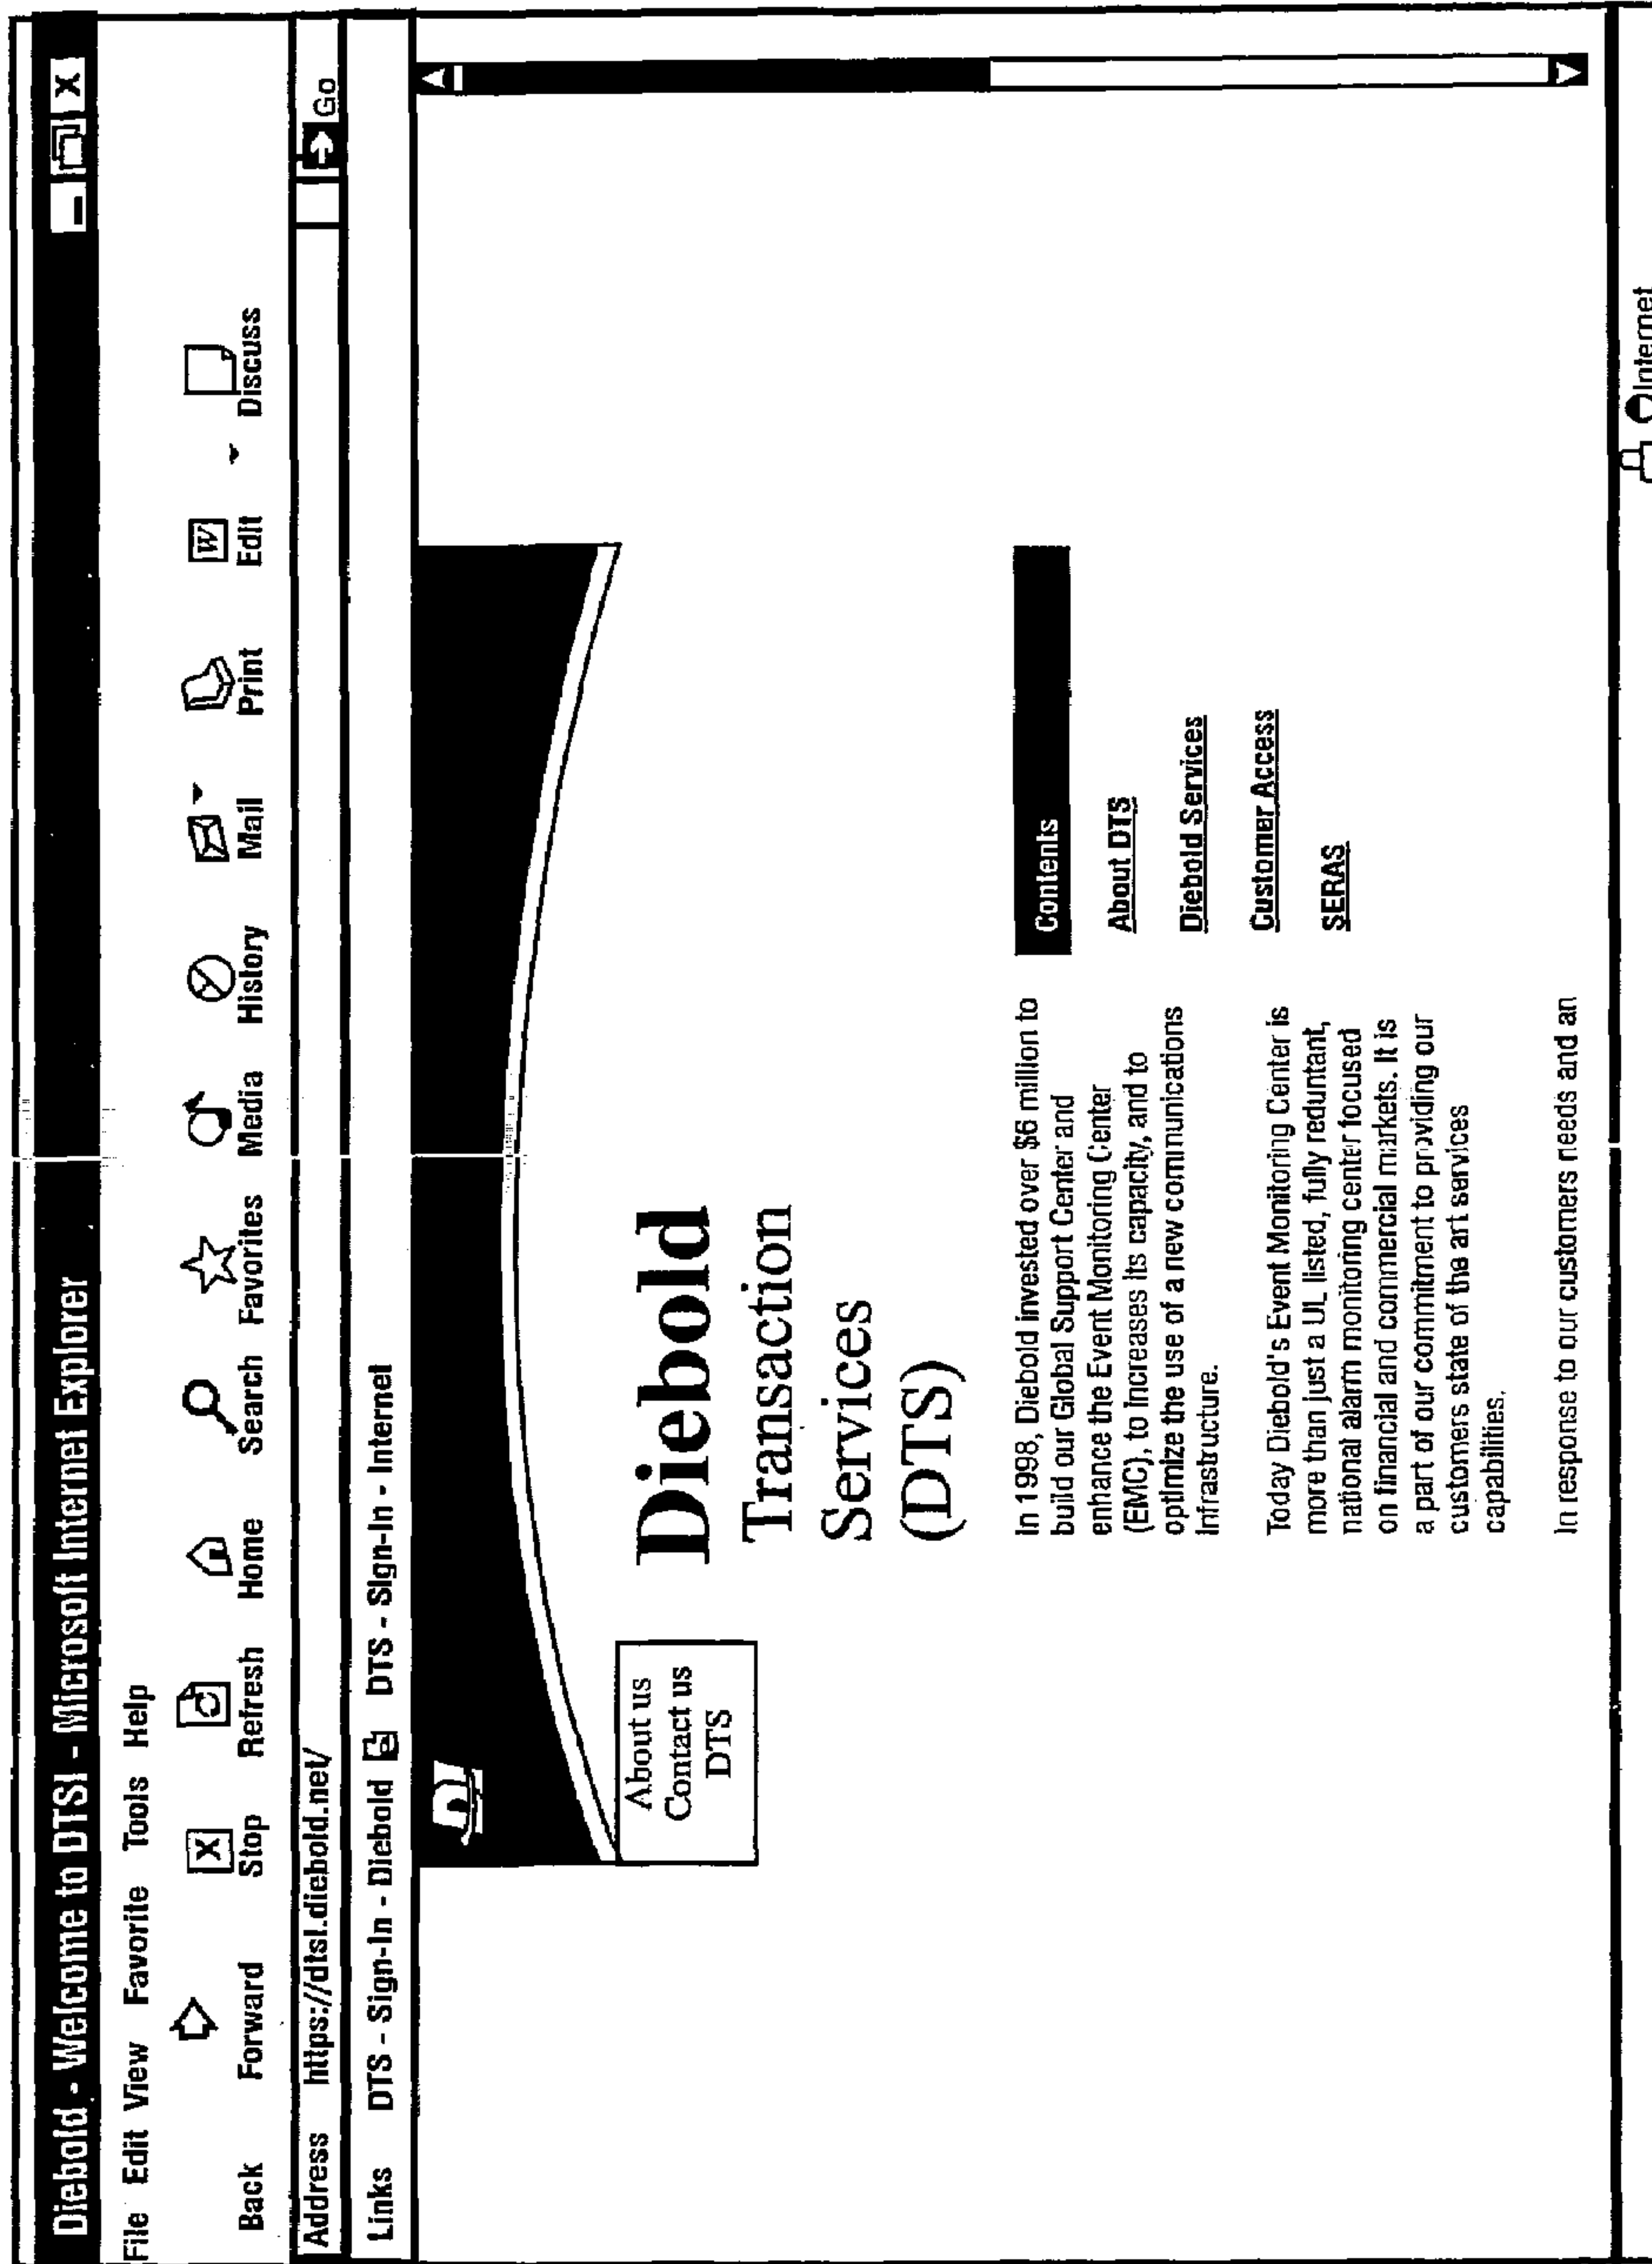 Diebold - Welcome to DTSI - Microsoft Internet Explorer
File Edit View Favorite Tools Help
Back Forward Stop Refresh Home Search Favorites Media History Mail Print Edit Discuss
Address https://dtsl.diebold.net/ Go
Links DTS - Sign-In - Diebold DTS - Sign-In - Internet
About us
Contact us
DTS
Diebold
Transaction
Services
(DTS)
In 1998, Diebold invested over $6 million to
build our Global Support Center and
enhance the Event Monitoring Center
(EMC), to Increases its capacity, and to
optimize the use of a new communications
Infrastructure.
Today Diebold's Event Monitoring Center is
more than just a UL listed, fully reduntant,
national alarm monitoring center focused
on financial and commercial markets. It is
a part of our commitment to providing our
customers state of the art services
capabilities.
In response to our customers needs and an
Contents
About DTS
Diebold Services
Customer Access
SERAS
Internet